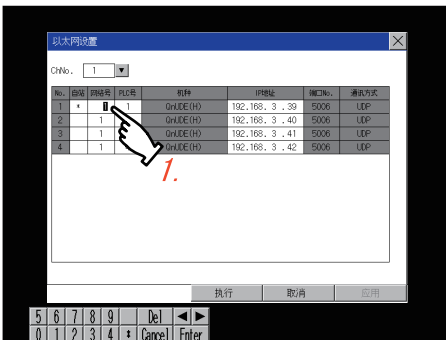 以太网设置
ChNo. 1
No. 自站 网络号 PLC号 机种 IP地址 端口No. 通讯方式
1 * 1 1 QnUDE(H) 192.168. 3 .39 5006 UDP
2 1 QnUDE(H) 192.168. 3 .40 5006 UDP
3 1 QnUDE(H) 192.168. 3 .41 5006 UDP
4 1 QnUDE(H) 192.168. 3 .42 5006 UDP
1.
执行 取消 应用
5 6 7 8 9 Del ◀ ▶
0 1 2 3 4 * Cancel Enter